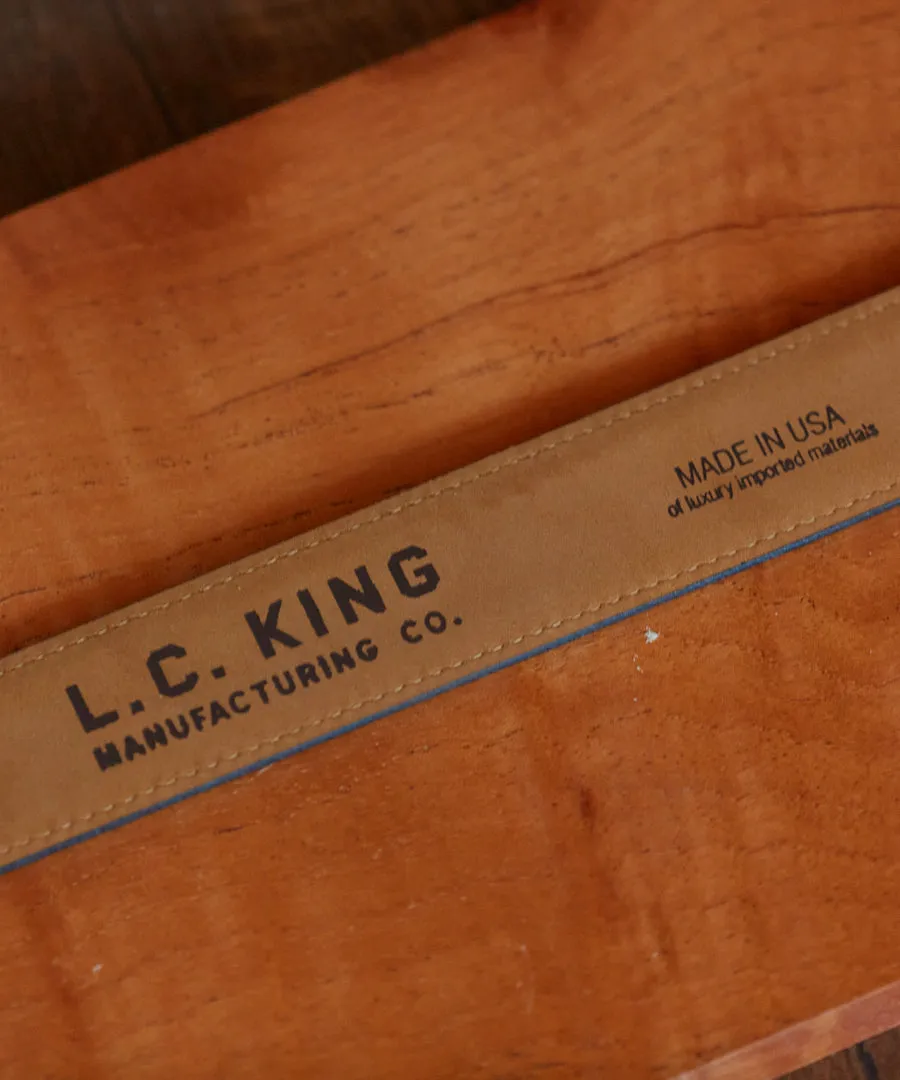 L.C. KING
MANUFACTURING CO.
MADE IN USA
of luxury imported materials